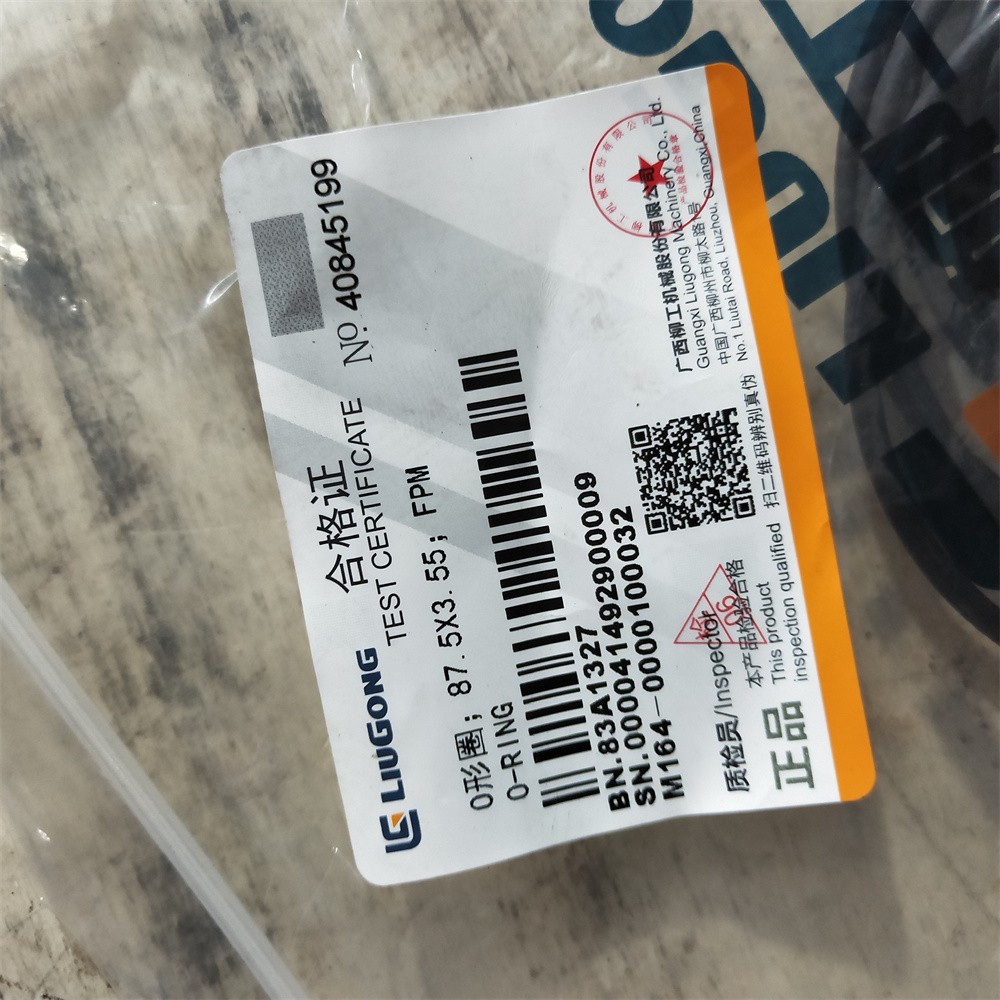 LIUGONG
合格证
TEST CERTIFICATE
No. 40845199
O形圈; 87.5X3.55; FPM
O-RING
BN.83A1327
SN.00004149290009
M164-0000100032
广西柳工机械股份有限公司
Guangxi Liugong Machinery Co., Ltd.
中国广西柳州市柳太路1号
No.1 Liutai Road, Liuzhou, Guangxi,China
质检员/Inspector
检
06
本产品检验合格
This product
inspection qualified
扫二维码辨别真伪
正品